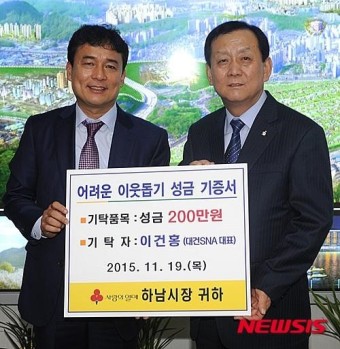 어려운 이웃돕기 성금 기증서
▪기탁품목 : 성금 200만원
▪기 탁 자 : 이건홍 (대건SNA 대표)
2015. 11. 19.(목)
사랑의 열매 하남시장 귀하
NEWSIS